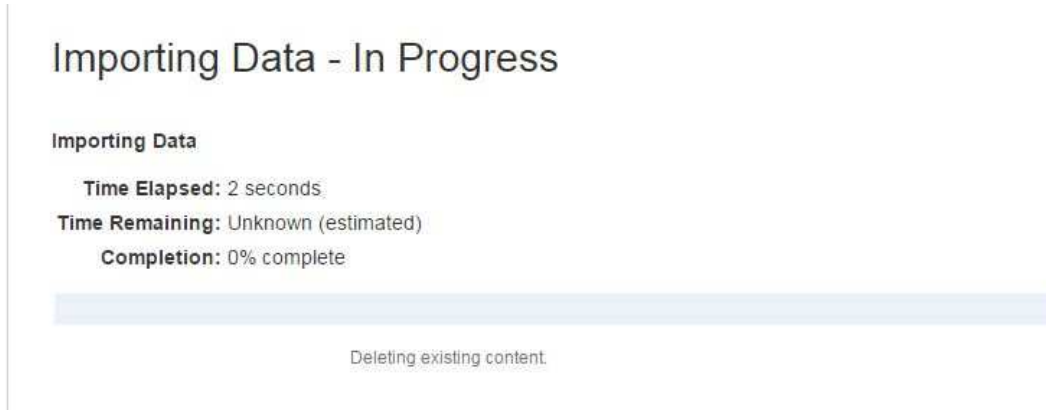 Importing Data - In Progress
Importing Data
Time Elapsed: 2 seconds
Time Remaining: Unknown (estimated)
Completion: 0% complete
Deleting existing content.